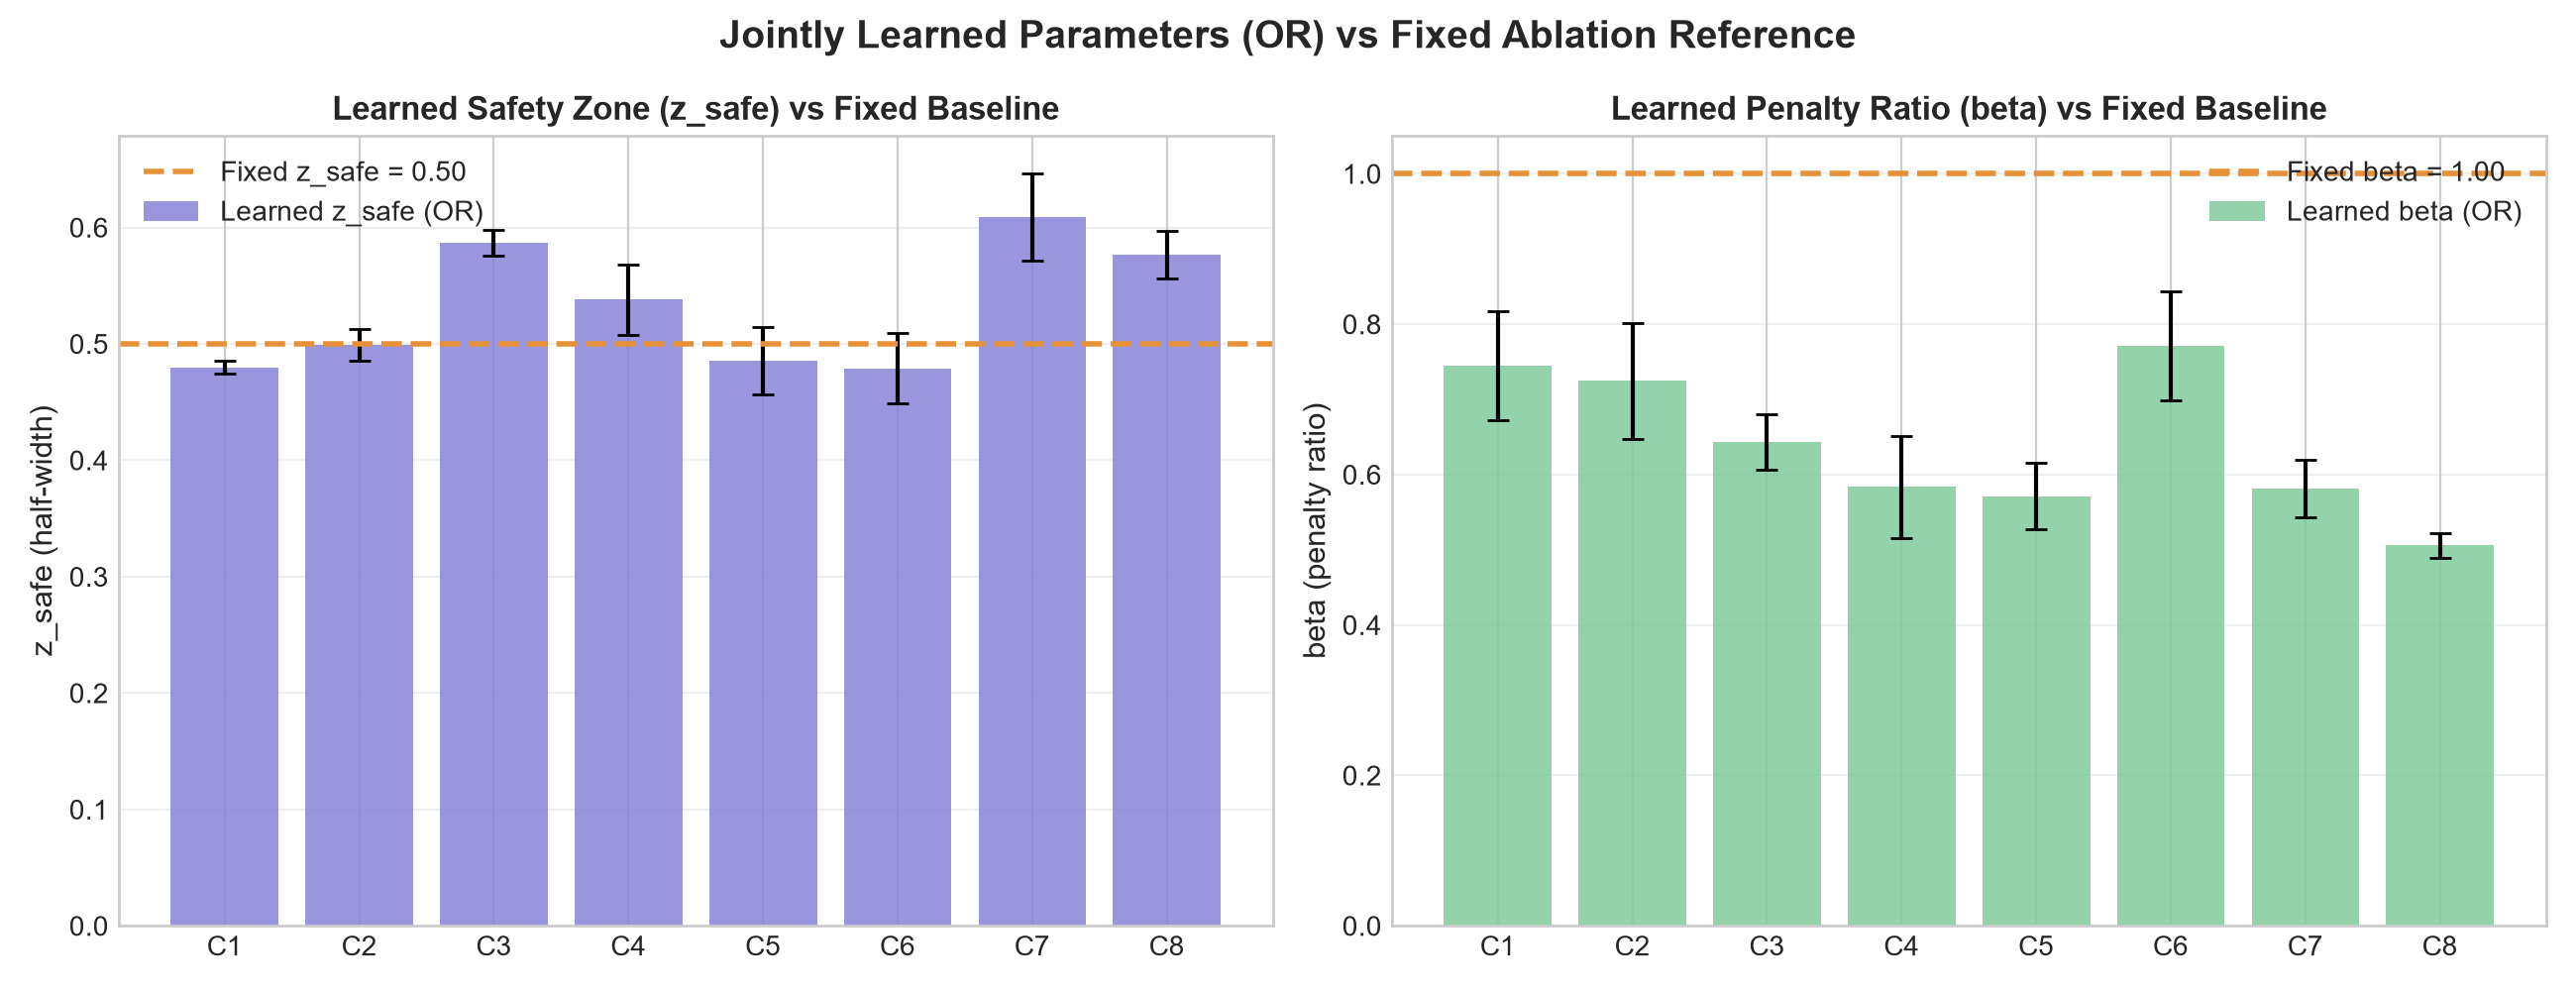 Jointly Learned Parameters (OR) vs Fixed Ablation Reference
Learned Safety Zone (z_safe) vs Fixed Baseline
Fixed z_safe = 0.50
Learned z_safe (OR)
z_safe (half-width)
0.6
0.5
0.4
0.3
0.2
0.1
0.0
C1 C2 C3 C4 C5 C6 C7 C8
Learned Penalty Ratio (beta) vs Fixed Baseline
Fixed beta = 1.00
Learned beta (OR)
beta (penalty ratio)
1.0
0.8
0.6
0.4
0.2
0.0
C1 C2 C3 C4 C5 C6 C7 C8